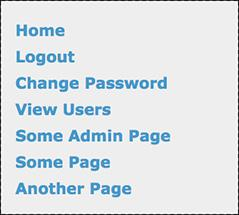 Home
Logout
Change Password
View Users
Some Admin Page
Some Page
Another Page